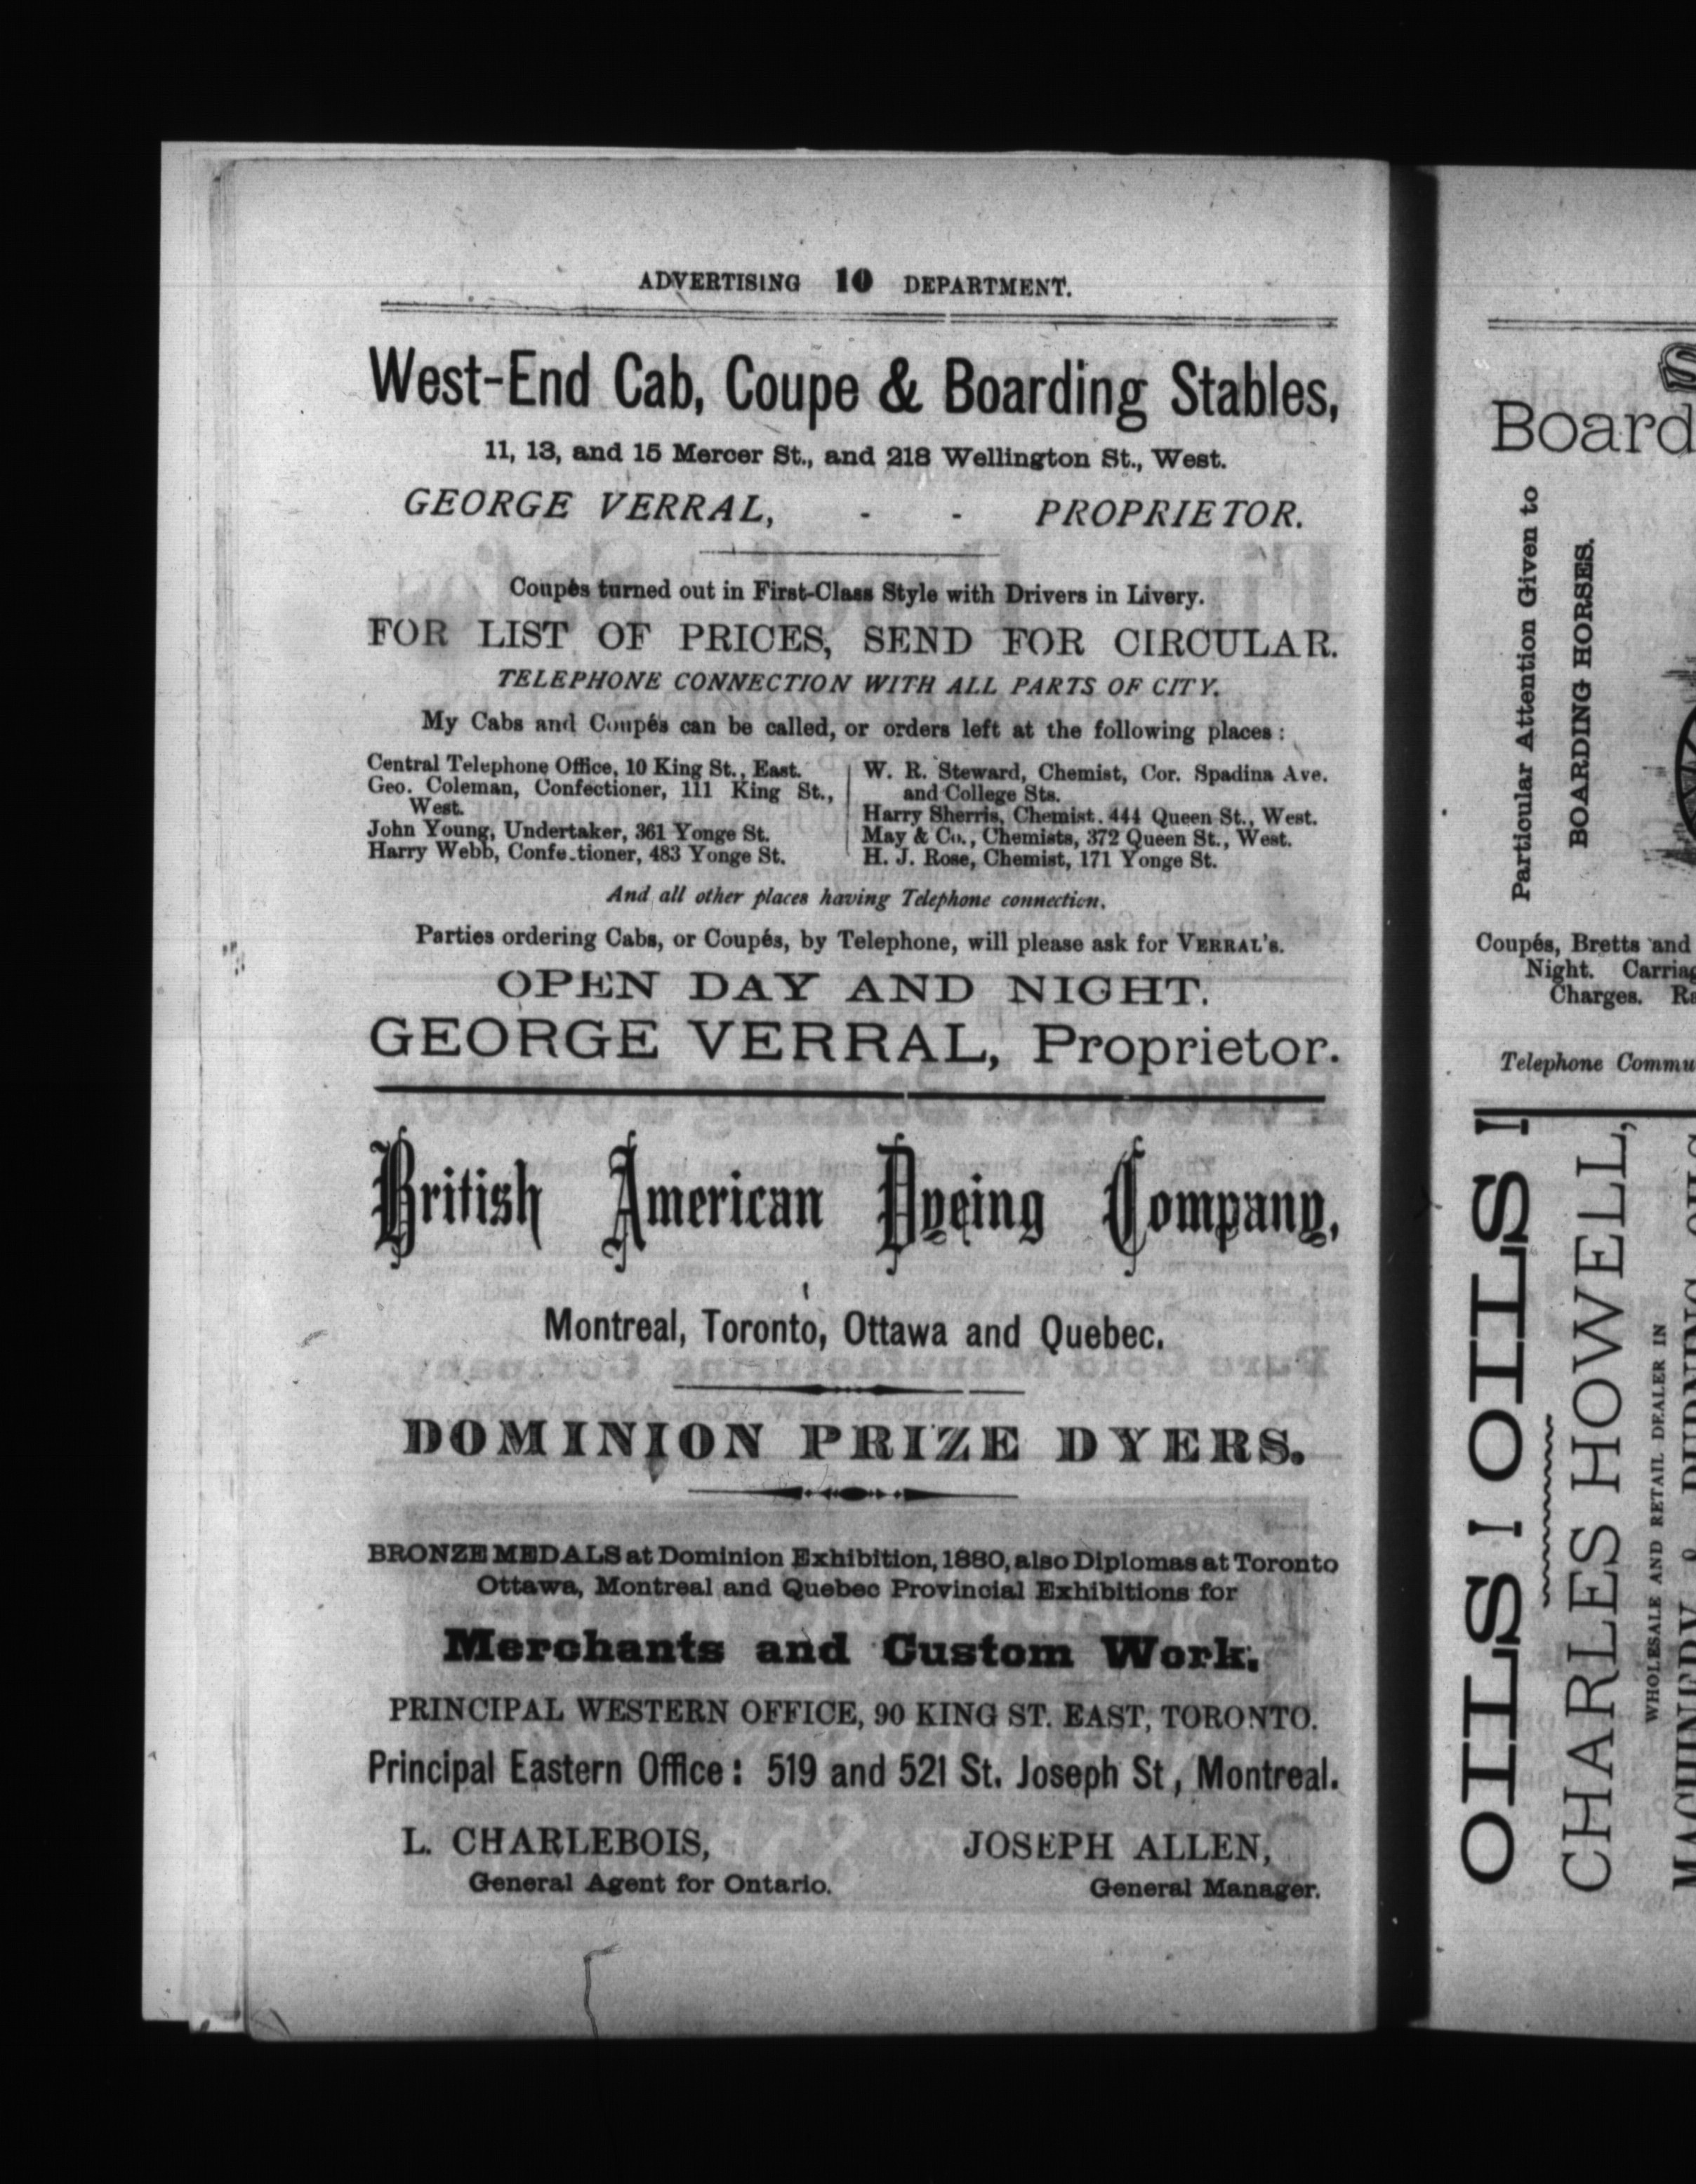 ADVERTISING 10 DEPARTMENT.
West-End Cab, Coupe & Boarding Stables,
11, 13, and 15 Mercer St., and 218 Wellington St., West.
GEORGE VERRAL, - - PROPRIETOR.
Coupés turned out in First-Class Style with Drivers in Livery.
FOR LIST OF PRICES, SEND FOR CIRCULAR.
TELEPHONE CONNECTION WITH ALL PARTS OF CITY.
My Cabs and Coupés can be called, or orders left at the following places:
Central Telephone Office, 10 King St., East.
Geo. Coleman, Confectioner, 111 King St.,
West.
John Young, Undertaker, 361 Yonge St.
Harry Webb, Confe.tioner, 483 Yonge St.
W. R. Steward, Chemist, Cor. Spadina Ave.
and College Sts.
Harry Sherris, Chemist. 444 Queen St., West.
May & Co., Chemists, 372 Queen St., West.
H. J. Rose, Chemist, 171 Yonge St.
And all other places having Telephone connection.
Parties ordering Cabs, or Coupés, by Telephone, will please ask for VERRAL'S.
OPEN DAY AND NIGHT.
GEORGE VERRAL, Proprietor.
British American Dyeing Company,
Montreal, Toronto, Ottawa and Quebec.
DOMINION PRIZE DYERS.
BRONZE MEDALS at Dominion Exhibition, 1880, also Diplomas at Toronto
Ottawa, Montreal and Quebec Provincial Exhibitions for
Merchants and Custom Work.
PRINCIPAL WESTERN OFFICE, 90 KING ST. EAST, TORONTO.
Principal Eastern Office: 519 and 521 St. Joseph St, Montreal.
L. CHARLEBOIS,
General Agent for Ontario.
JOSEPH ALLEN,
General Manager.
Board
Particular Attention Given to
BOARDING HORSES.
Coupés, Bretts and
Night. Carriag
Charges. Ra
Telephone Commu
OILS! OILS!
CHARLES HOWELL,
WHOLESALE AND RETAIL DEALER IN